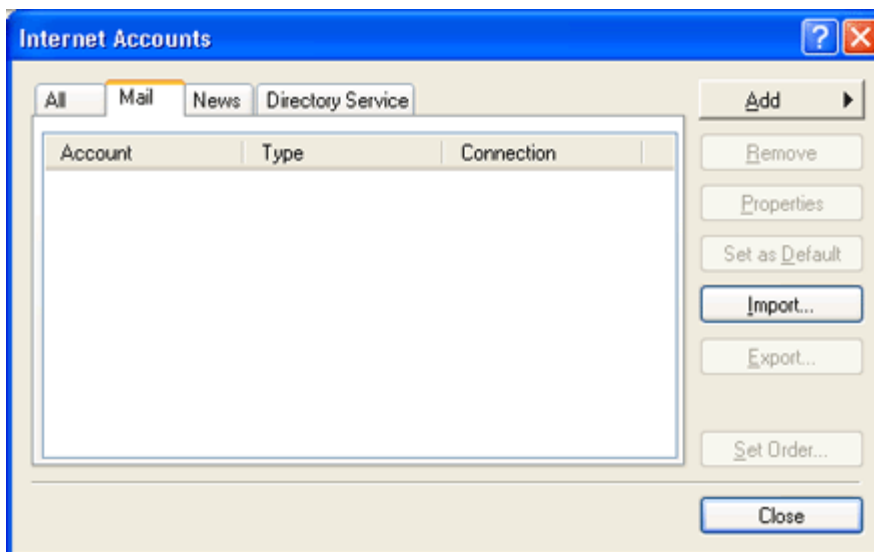 Internet Accounts
All Mail News Directory Service
Account Type Connection
Add
Remove
Properties
Set as Default
Import...
Export...
Set Order...
Close